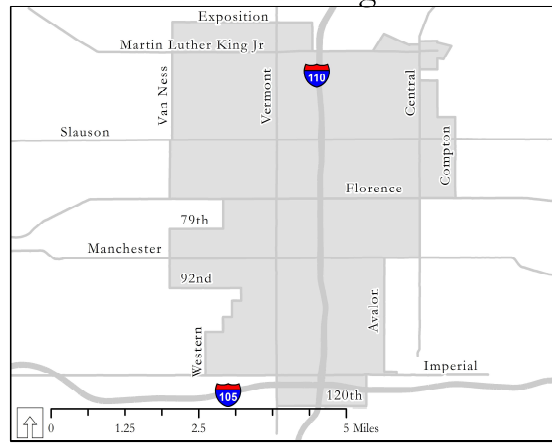 Exposition
Martin Luther King Jr
110
Van Ness
Vermont
Central
Slauson
Compton
Florence
79th
Manchester
92nd
Avalon
Western
Imperial
105
120th
0 1.25 2.5 5 Miles